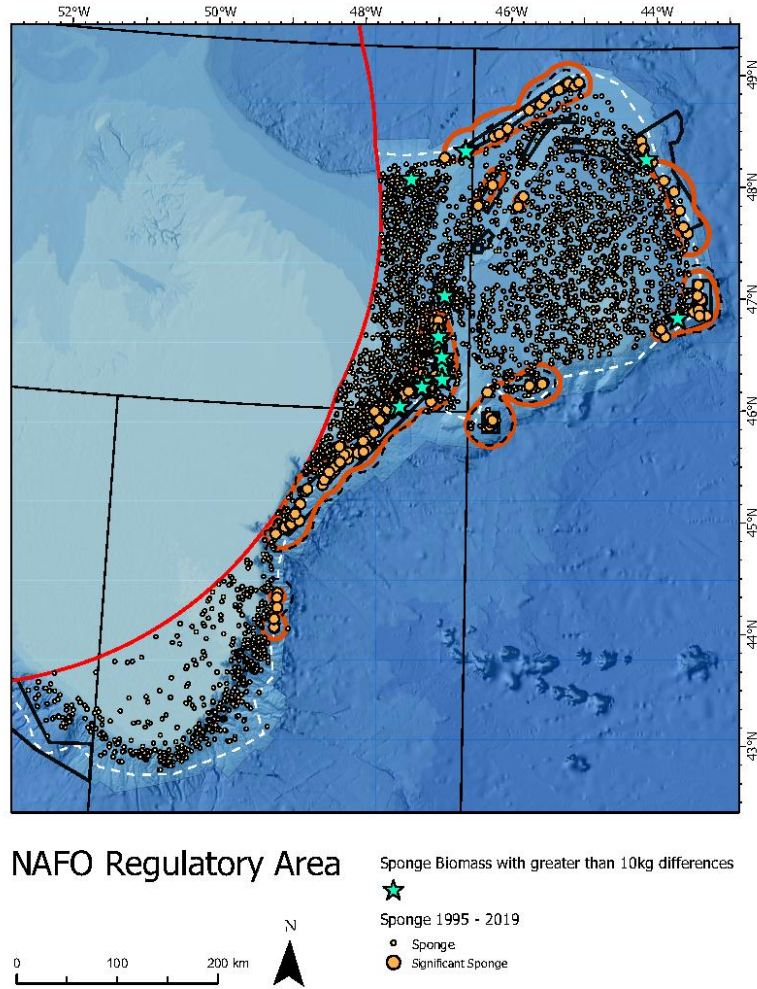 52°W 50°W 48°W 46°W 44°W
49°N
48°N
47°N
46°N
45°N
44°N
43°N
NAFO Regulatory Area
Sponge Biomass with greater than 10kg differences
Sponge 1995 - 2019
Sponge
Significant Sponge
N
0 100 200 km